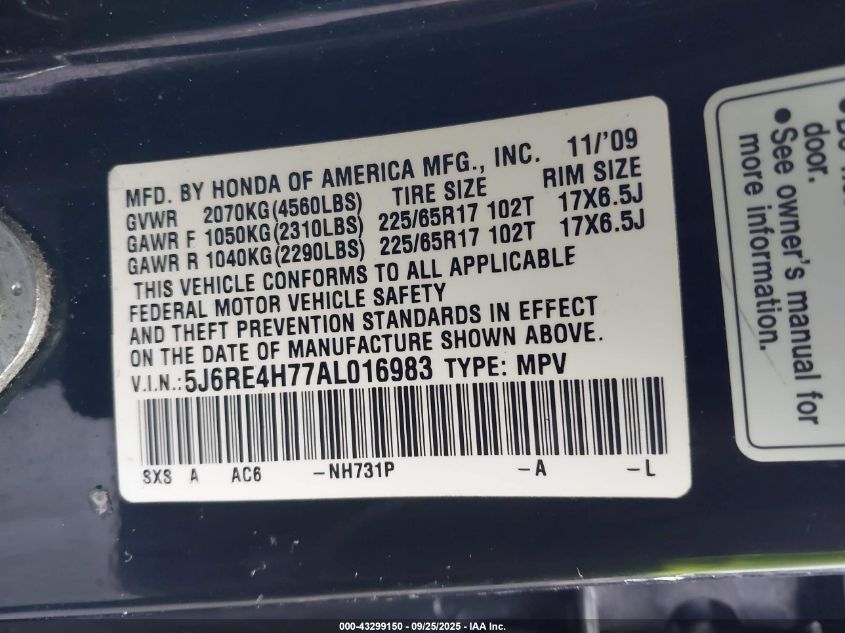 MFD. BY HONDA OF AMERICA MFG., INC. 11/'09
GVWR 2070KG(4560LBS) TIRE SIZE RIM SIZE
GAWR F 1050KG(2310LBS) 225/65R17 102T 17X6.5J
GAWR R 1040KG(2290LBS) 225/65R17 102T 17X6.5J
THIS VEHICLE CONFORMS TO ALL APPLICABLE
FEDERAL MOTOR VEHICLE SAFETY
AND THEFT PREVENTION STANDARDS IN EFFECT
ON THE DATE OF MANUFACTURE SHOWN ABOVE.
V.I.N.:5J6RE4H77AL016983 TYPE: MPV
SXS A AC6 -NH731P -A -L
door.
●See owner's manual for
more information.
000-43299150 - 09/25/2025 - IAA Inc.